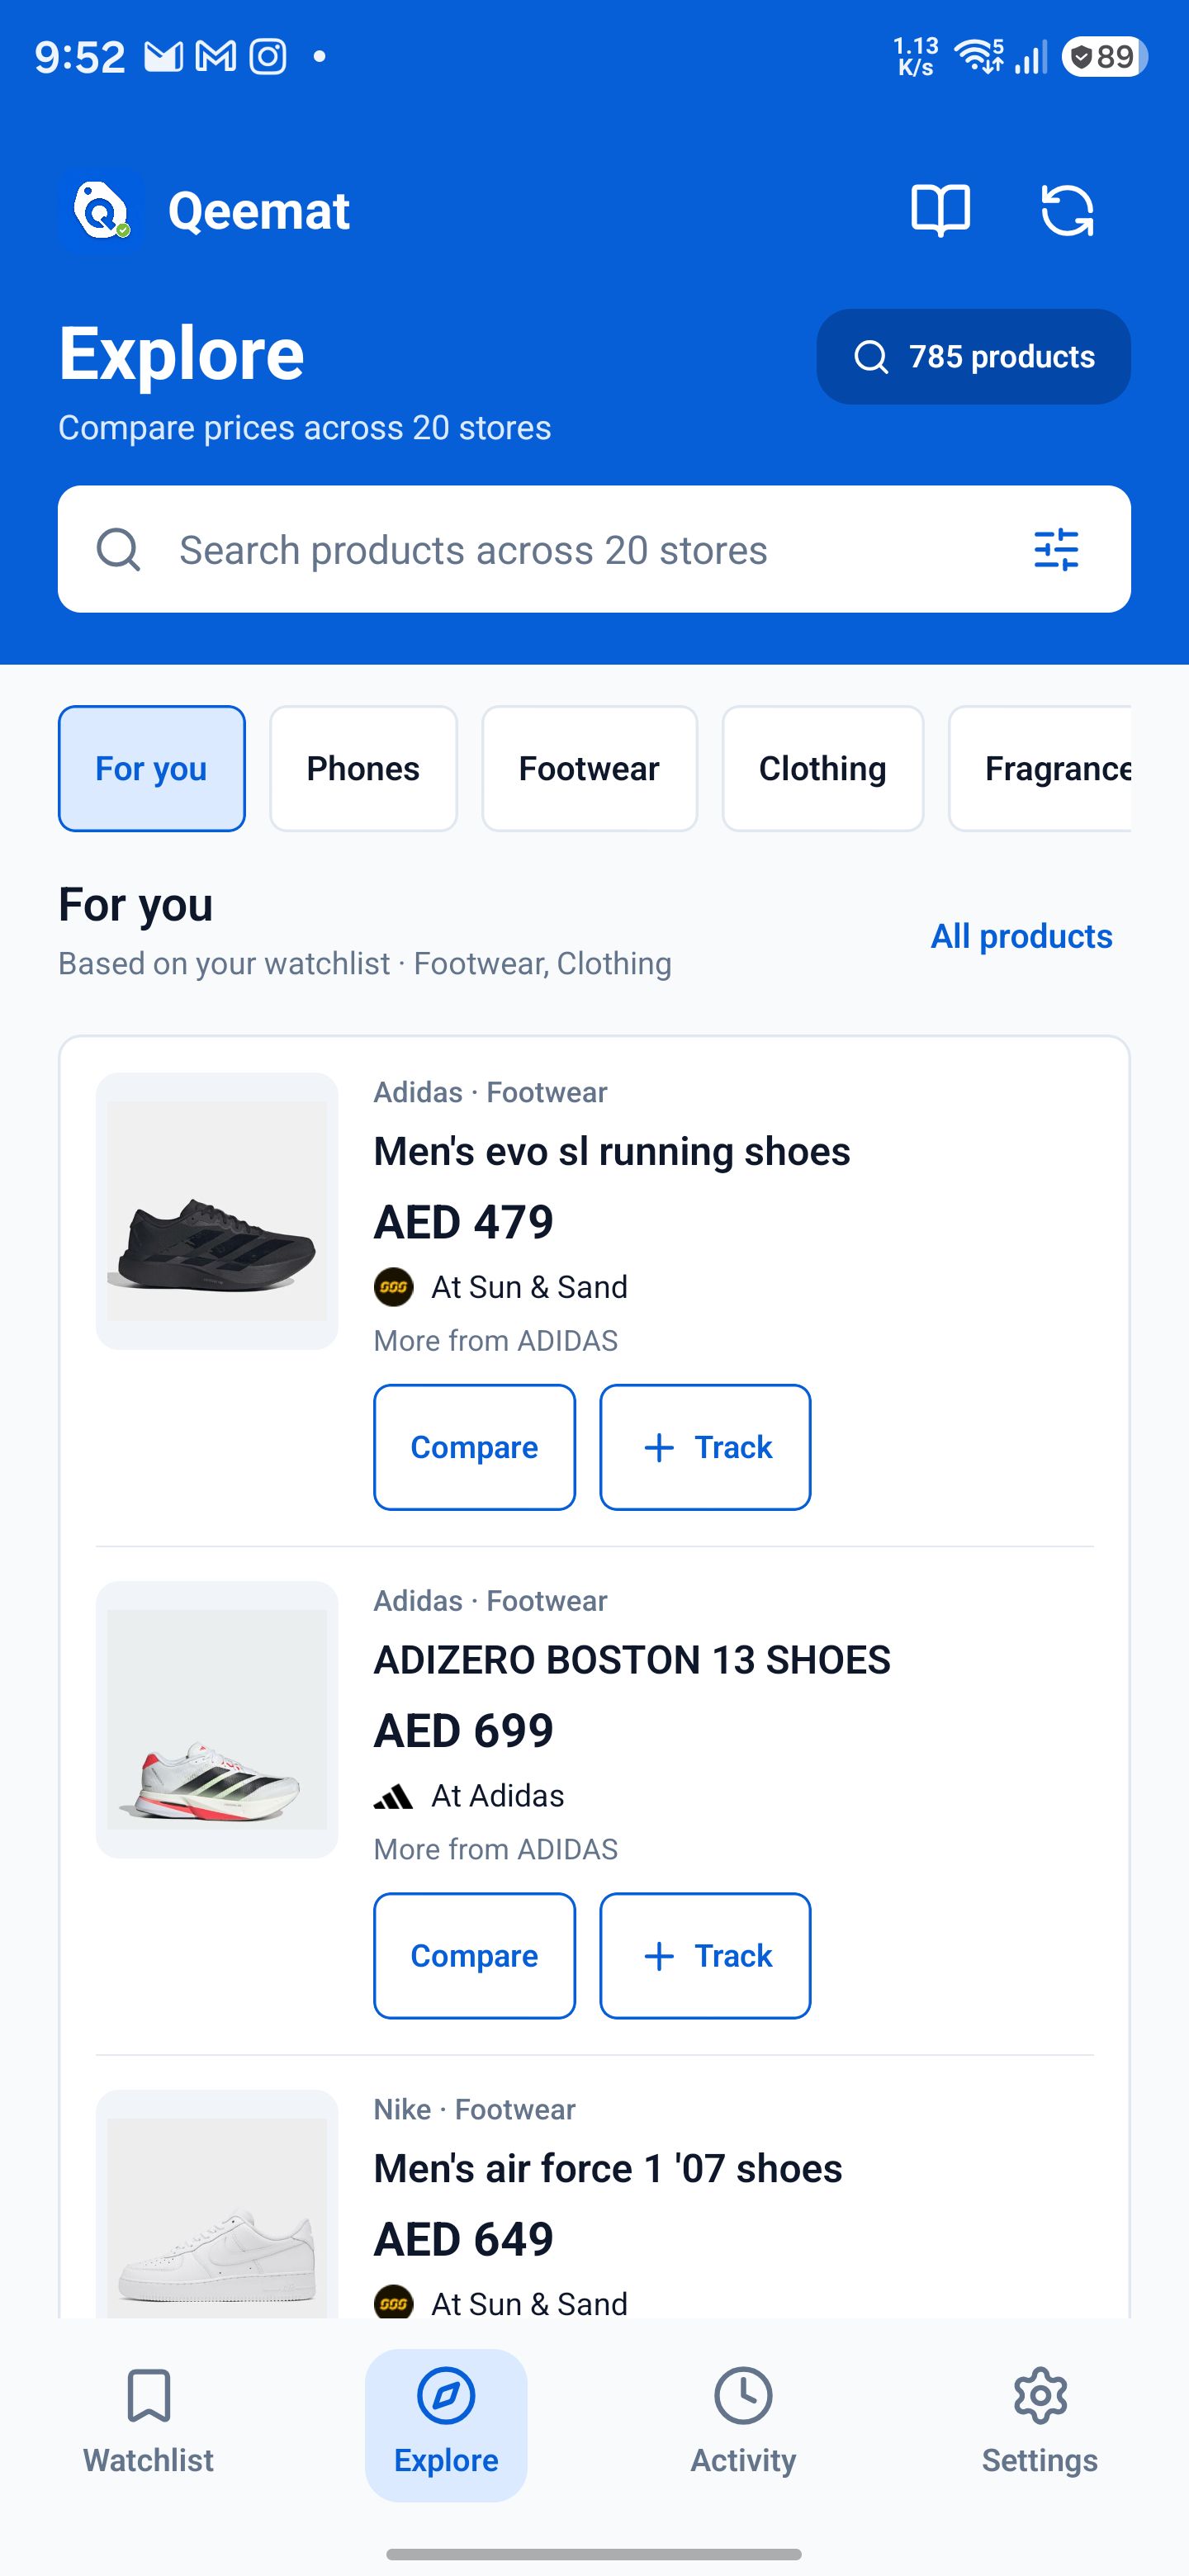 9:52
1.13
K/s
5
89
Qeemat
Explore
785 products
Compare prices across 20 stores
Search products across 20 stores
For you
Phones
Footwear
Clothing
Fragrance
For you
All products
Based on your watchlist · Footwear, Clothing
Adidas · Footwear
Men's evo sl running shoes
AED 479
SSS At Sun & Sand
More from ADIDAS
Compare
+ Track
Adidas · Footwear
ADIZERO BOSTON 13 SHOES
AED 699
At Adidas
More from ADIDAS
Compare
+ Track
Nike · Footwear
Men's air force 1 '07 shoes
AED 649
SSS At Sun & Sand
Watchlist
Explore
Activity
Settings